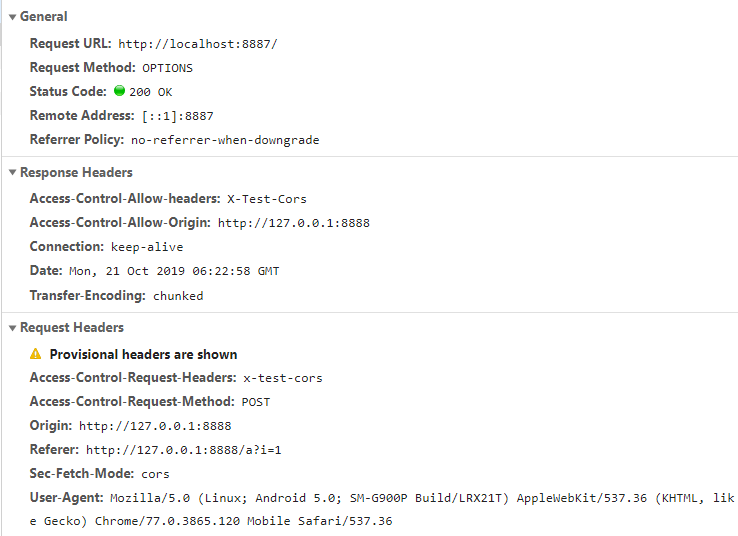 General
Request URL: http://localhost:8887/
Request Method: OPTIONS
Status Code: 200 OK
Remote Address: [::1]:8887
Referrer Policy: no-referrer-when-downgrade
Response Headers
Access-Control-Allow-headers: X-Test-Cors
Access-Control-Allow-Origin: http://127.0.0.1:8888
Connection: keep-alive
Date: Mon, 21 Oct 2019 06:22:58 GMT
Transfer-Encoding: chunked
Request Headers
Provisional headers are shown
Access-Control-Request-Headers: x-test-cors
Access-Control-Request-Method: POST
Origin: http://127.0.0.1:8888
Referer: http://127.0.0.1:8888/a?i=1
Sec-Fetch-Mode: cors
User-Agent: Mozilla/5.0 (Linux; Android 5.0; SM-G900P Build/LRX21T) AppleWebKit/537.36 (KHTML, lik
e Gecko) Chrome/77.0.3865.120 Mobile Safari/537.36